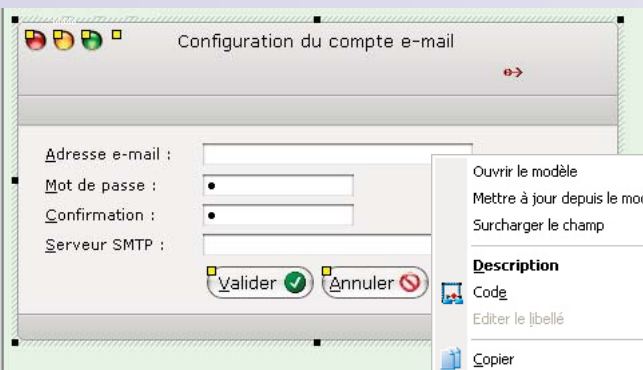 Configuration du compte e-mail
Adresse e-mail :
Mot de passe :
Confirmation :
Serveur SMTP :
Valider
Annuler
Ouvrir le modèle
Mettre à jour depuis le mo
Surcharger le champ
Description
Code
Editer le libellé
Copier